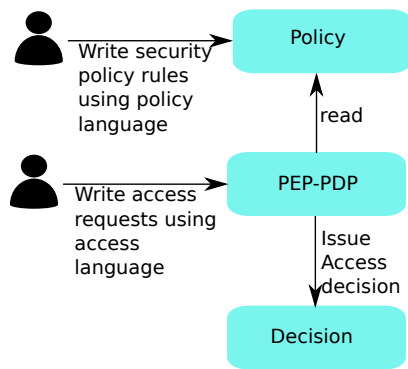 Policy
Write security
policy rules
using policy
language
read
PEP-PDP
Write access
requests using
access
language
Issue
Access
decision
Decision